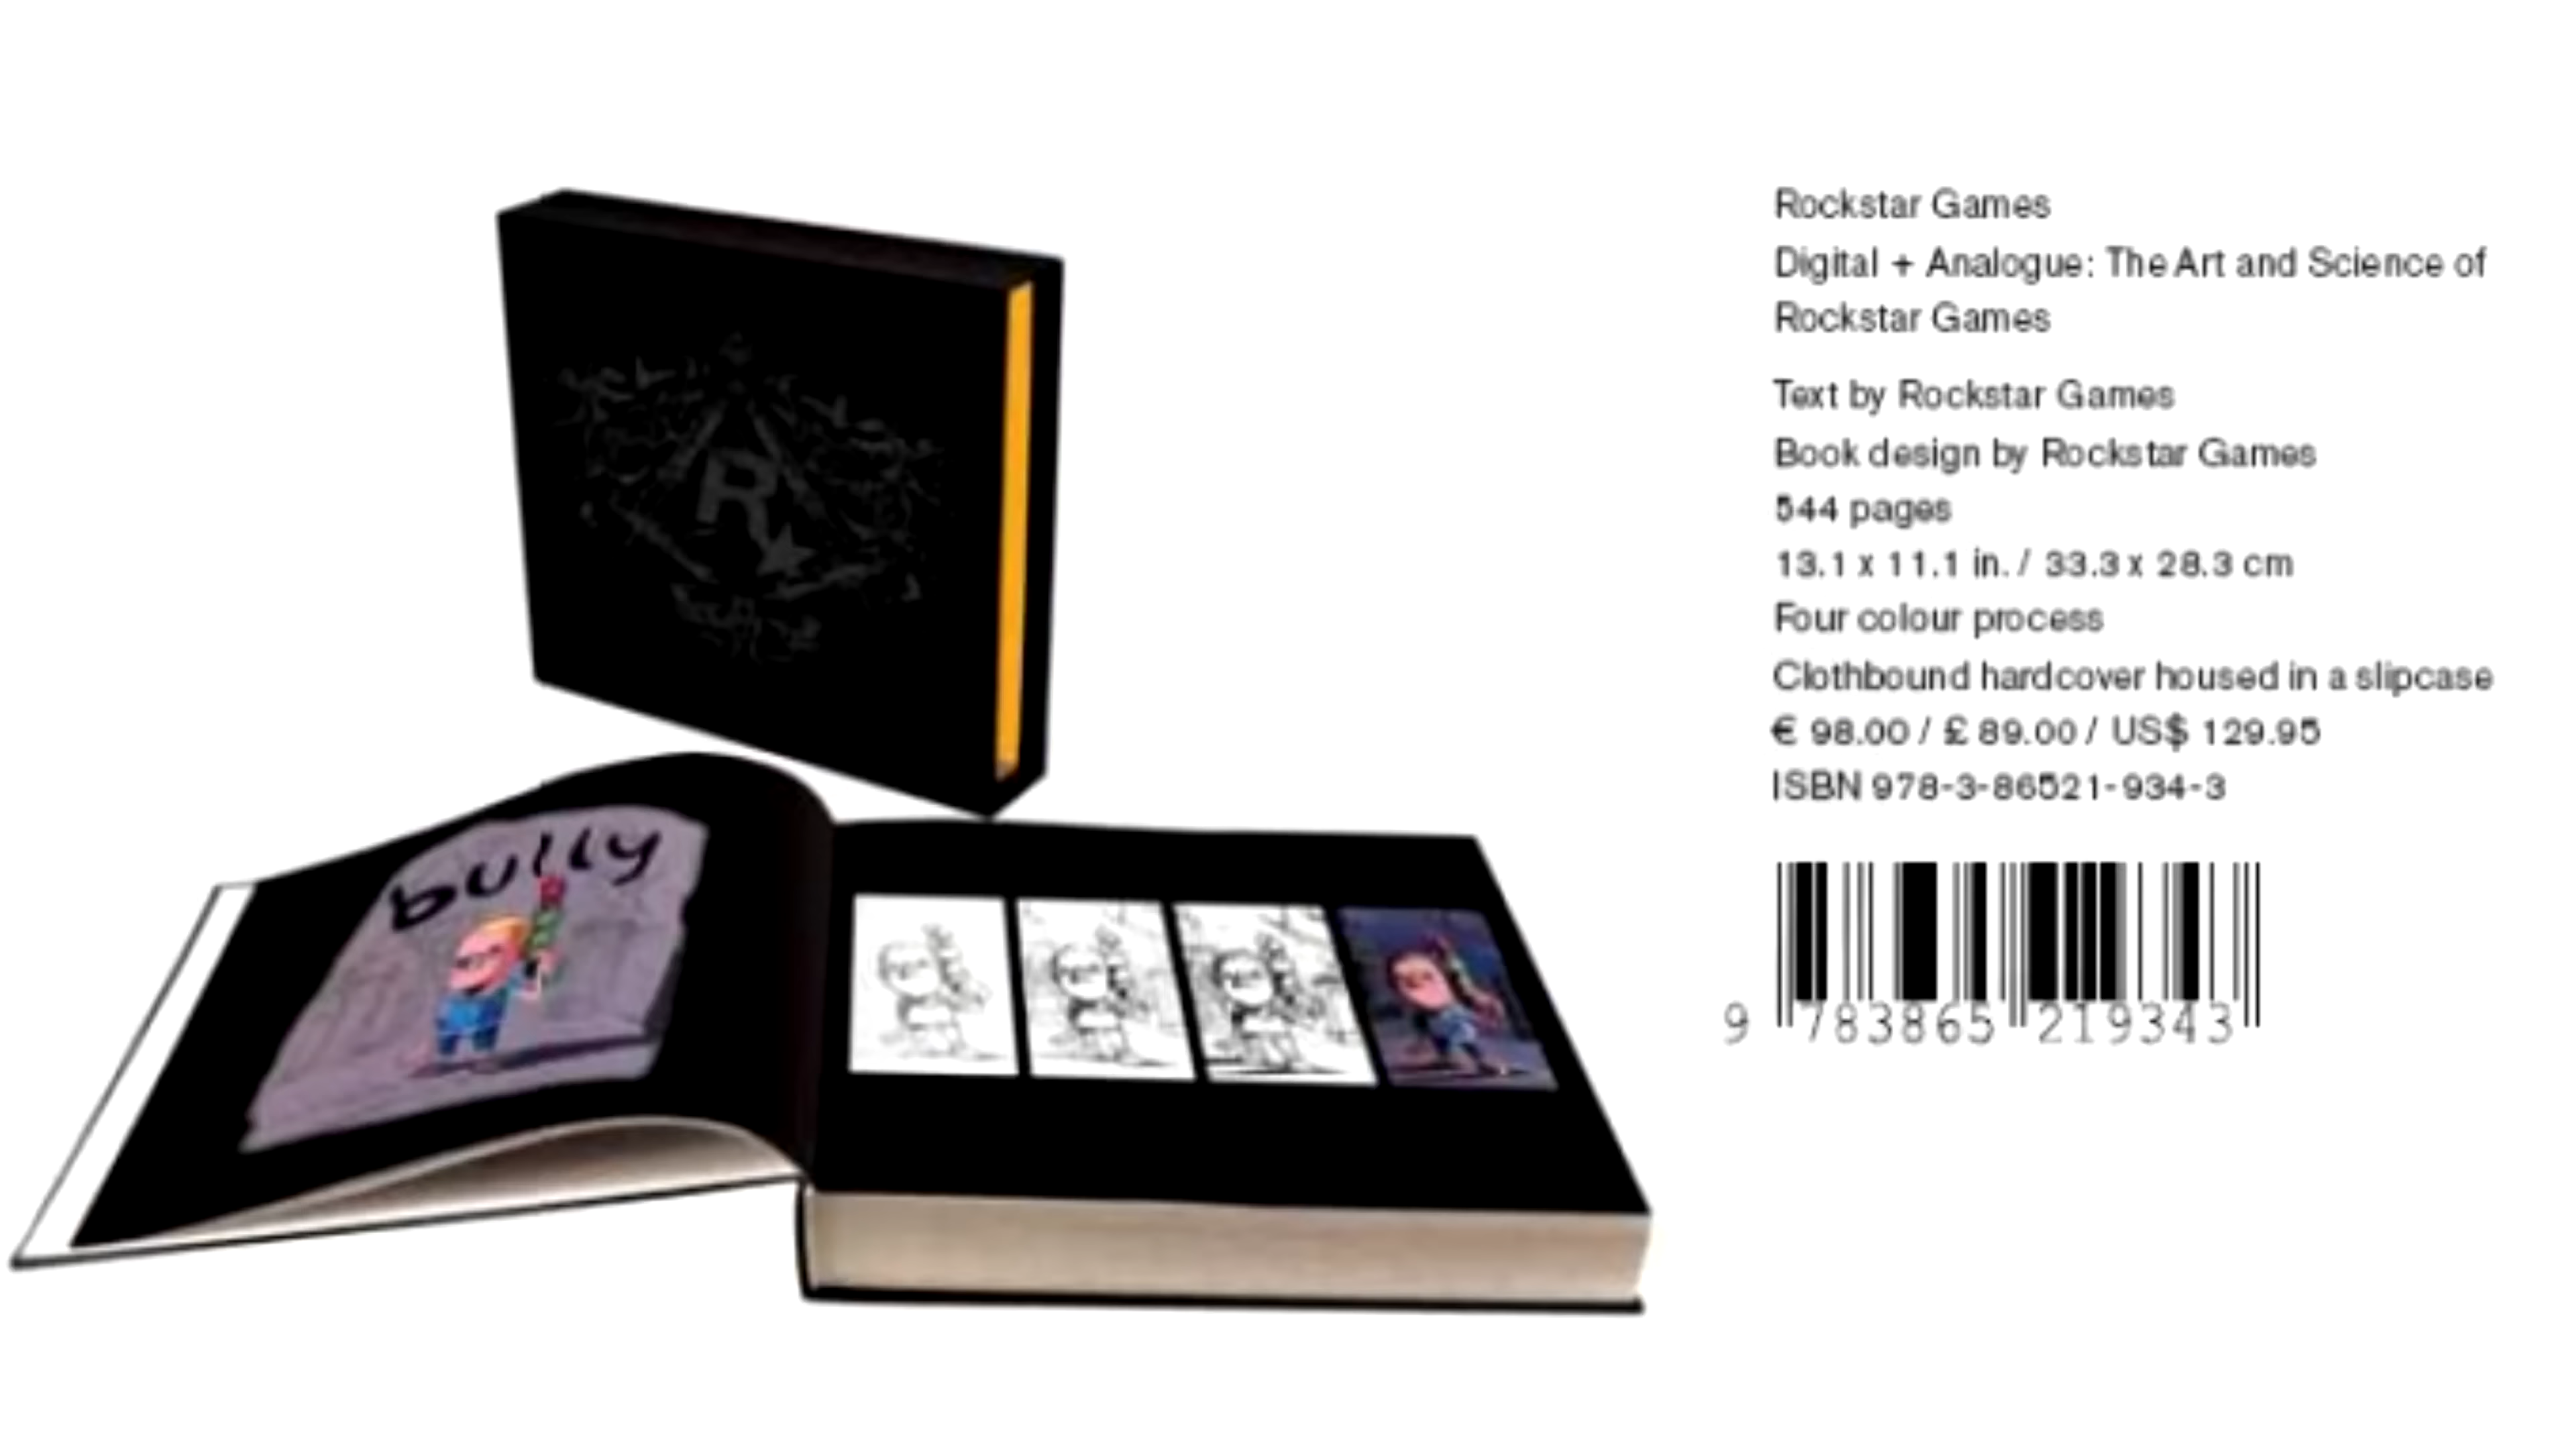 Rockstar Games
Digital + Analogue: The Art and Science of
Rockstar Games
Text by Rockstar Games
Book design by Rockstar Games
544 pages
13.1 x 11.1 in. / 33.3 x 28.3 cm
Four colour process
Clothbound hardcover housed in a slipcase
€ 98.00 / £ 89.00 / US$ 129.95
ISBN 978-3-86521-934-3
9 783865 219343
R
bully